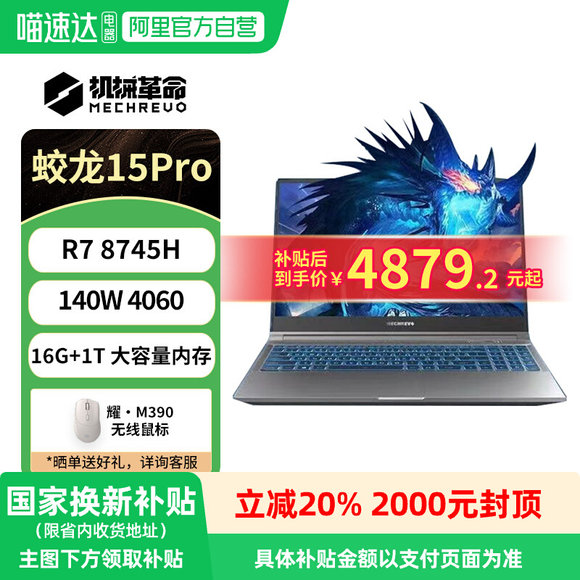 喵速达电器 阿里官方自营
机械革命
MECHREVO
蛟龙15Pro
R7 8745H
140W 4060
16G+1T 大容量内存
耀·M390
无线鼠标
*晒单送好礼，详询客服
补贴后
到手价¥4879.2元起
MECHREVO
国家换新补贴
(限省内收货地址)
主图下方领取补贴
立减20% 2000元封顶
具体补贴金额以支付页面为准